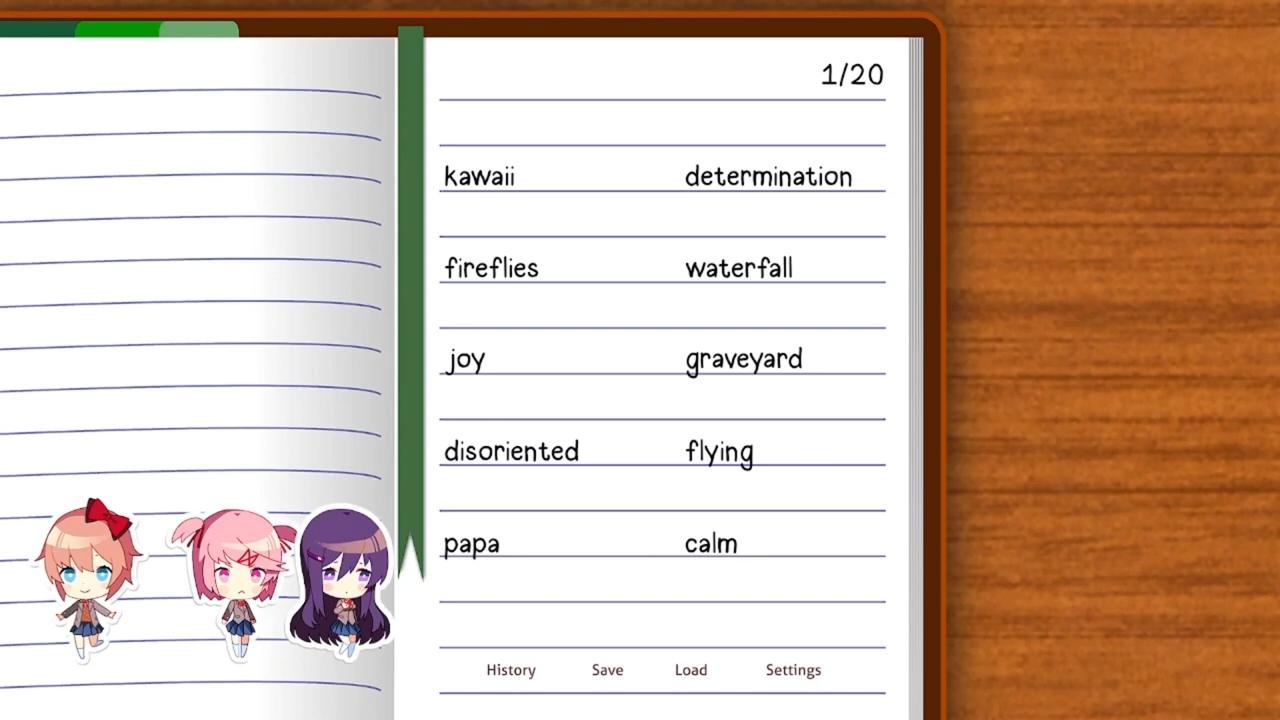 1/20
kawaii determination
fireflies waterfall
joy graveyard
disoriented flying
papa calm
History Save Load Settings